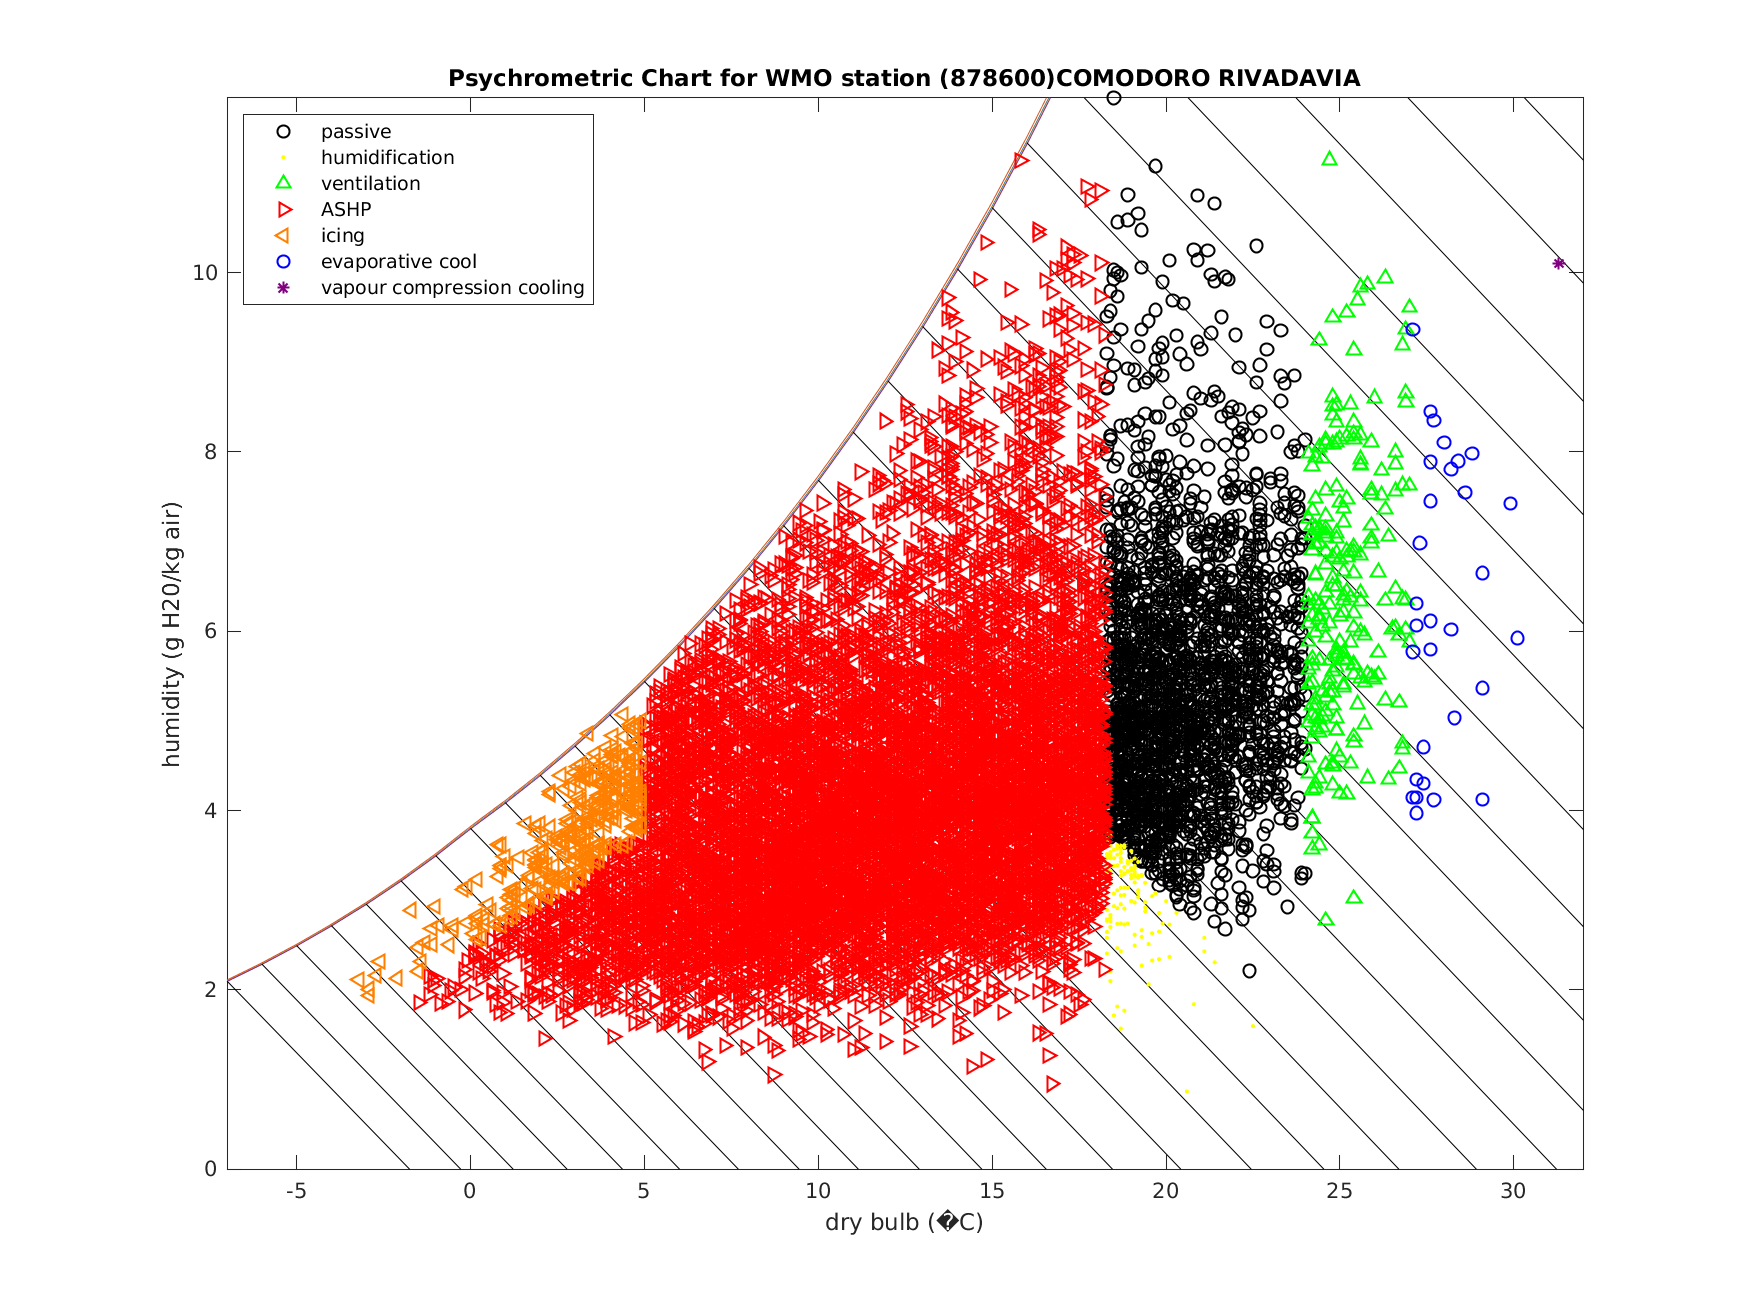 Psychrometric Chart for WMO station (878600)COMODORO RIVADAVIA
passive
humidification
ventilation
ASHP
icing
evaporative cool
vapour compression cooling
humidity (g H20/kg air)
10
8
6
4
2
0
-5 0 5 10 15 20 25 30
dry bulb (�C)